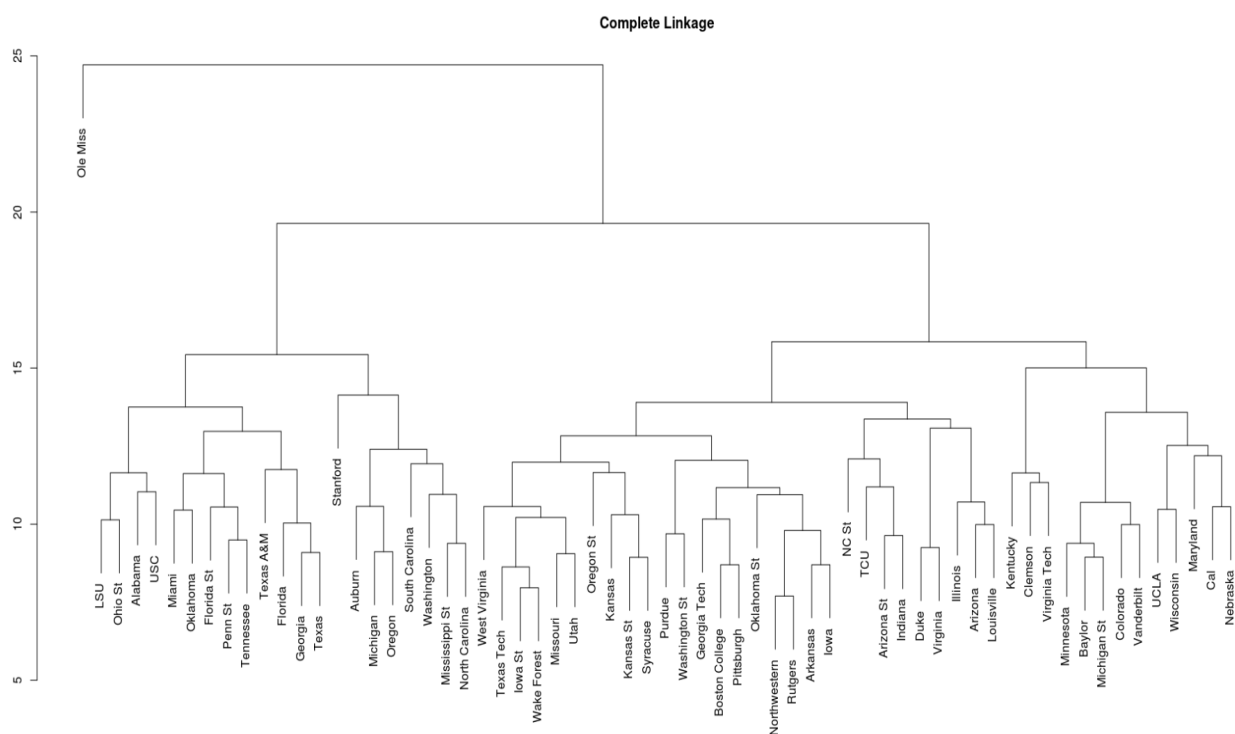 Complete Linkage
25
20
15
10
5
Ole Miss
LSU
Ohio St
Alabama
USC
Miami
Oklahoma
Florida St
Penn St
Tennessee
Texas A&M
Florida
Georgia
Texas
Stanford
Auburn
Michigan
Oregon
South Carolina
Washington
Mississippi St
North Carolina
West Virginia
Texas Tech
Iowa St
Wake Forest
Missouri
Utah
Oregon St
Kansas
Kansas St
Syracuse
Purdue
Washington St
Georgia Tech
Boston College
Pittsburgh
Oklahoma St
Northwestern
Rutgers
Arkansas
Iowa
NC St
TCU
Arizona St
Indiana
Duke
Virginia
Illinois
Arizona
Louisville
Kentucky
Clemson
Virginia Tech
Minnesota
Baylor
Michigan St
Colorado
Vanderbilt
UCLA
Wisconsin
Maryland
Cal
Nebraska